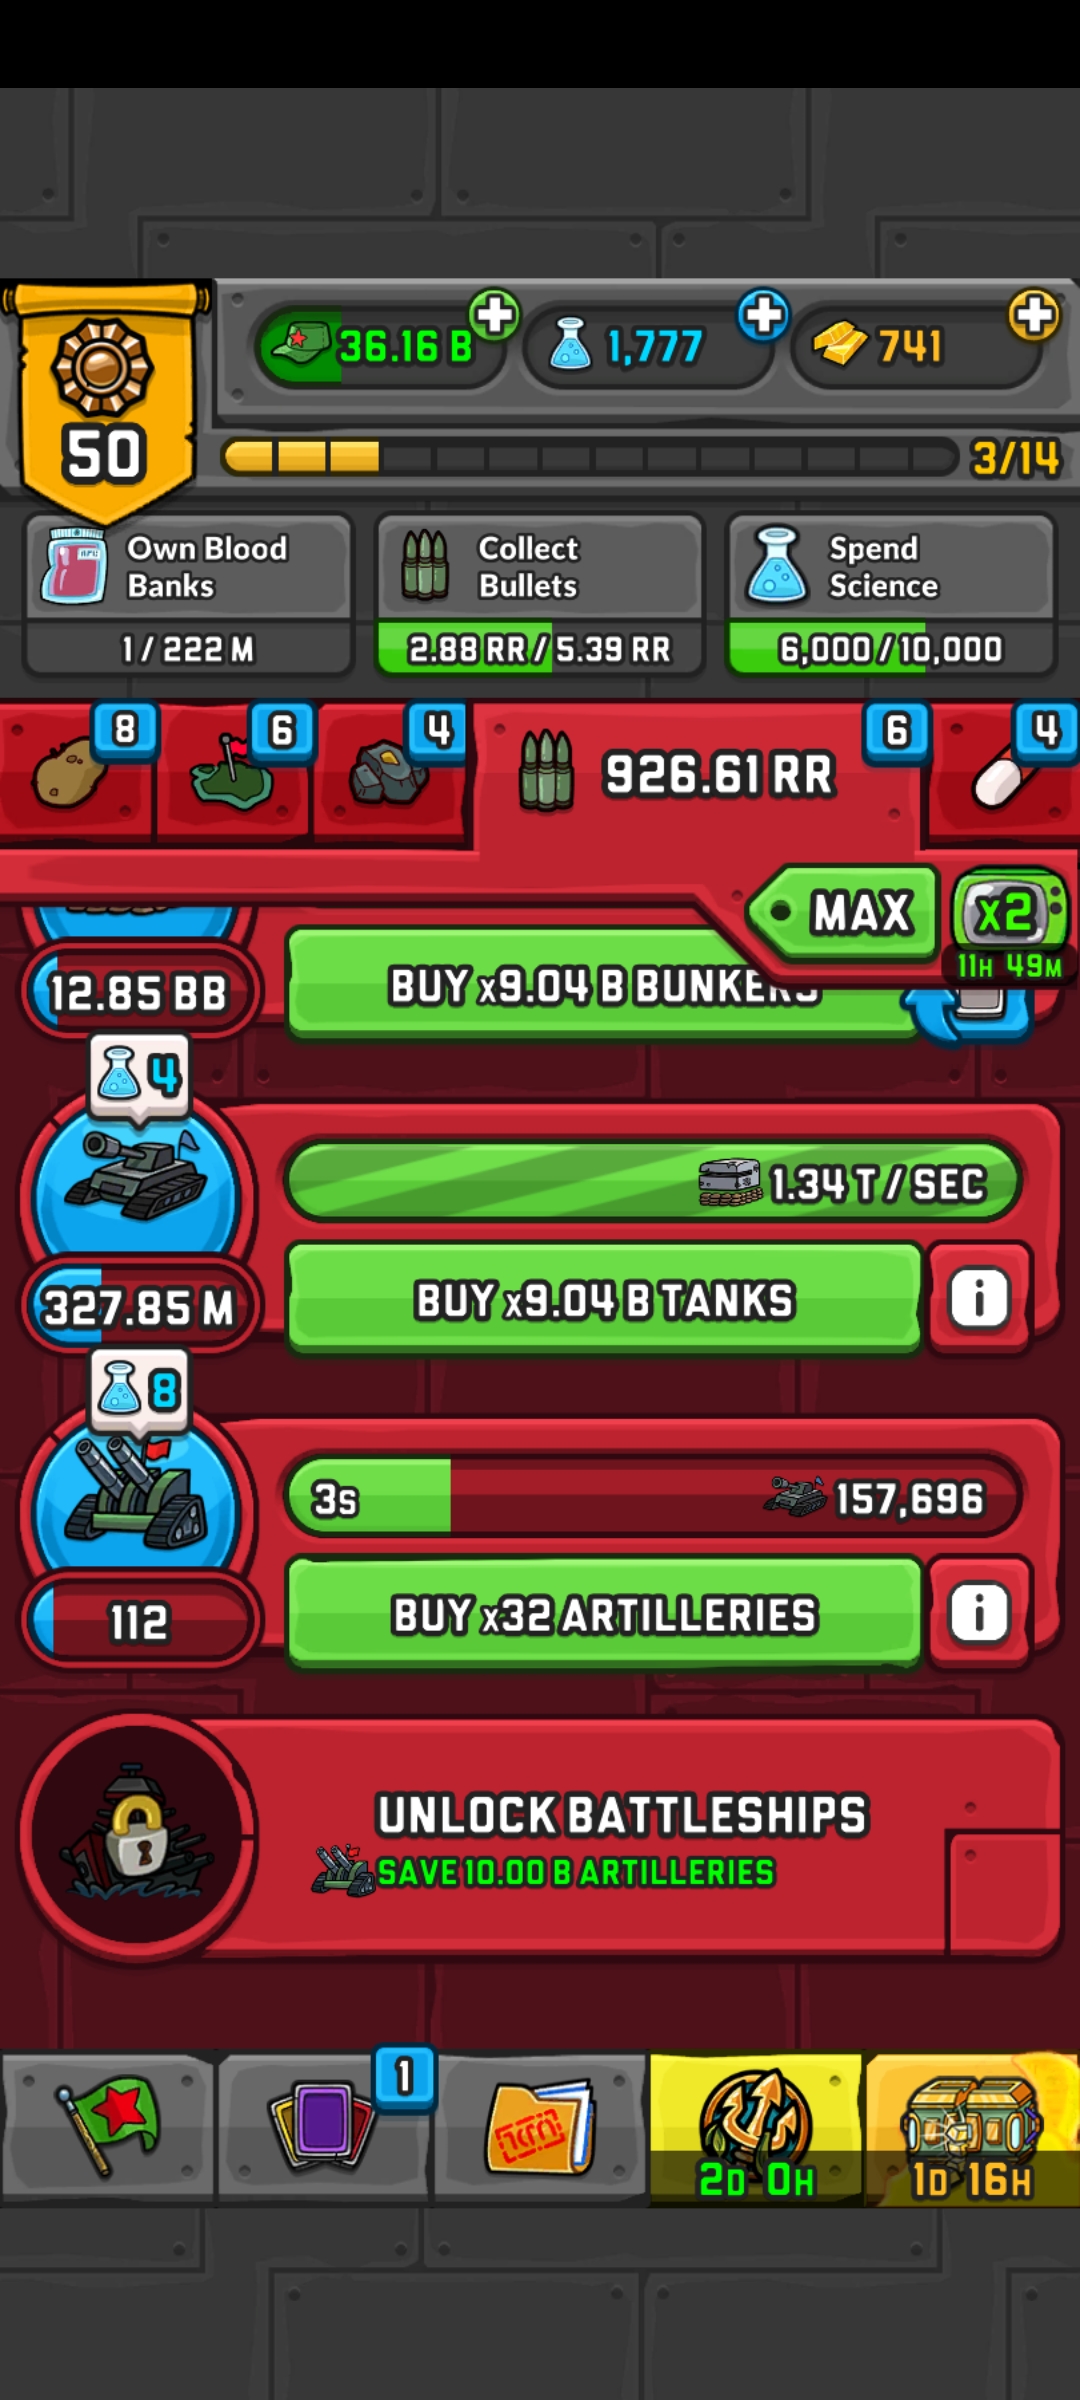 36.16 B
1,777
741
50
3/14
Own Blood
Banks
1 / 222 M
Collect
Bullets
2.88 RR / 5.39 RR
Spend
Science
6,000 / 10,000
8
6
4
926.61 RR
6
4
MAX
x2
11H 49M
12.85 BB
BUY x9.04 B BUNKERS
4
1.34 T / SEC
327.85 M
BUY x9.04 B TANKS
i
8
3s
157,696
112
BUY x32 ARTILLERIES
i
UNLOCK BATTLESHIPS
SAVE 10.00 B ARTILLERIES
1
2D 0H
1D 16H